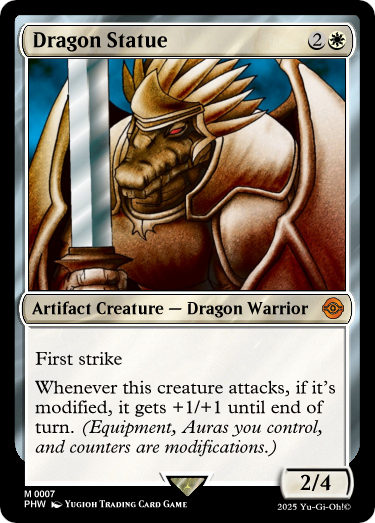 Dragon Statue 2
Artifact Creature — Dragon Warrior
First strike
Whenever this creature attacks, if it's
modified, it gets +1/+1 until end of
turn. (Equipment, Auras you control,
and counters are modifications.)
2/4
M 0007
PHW Yugioh Trading Card Game
2025 Yu-Gi-Oh!©